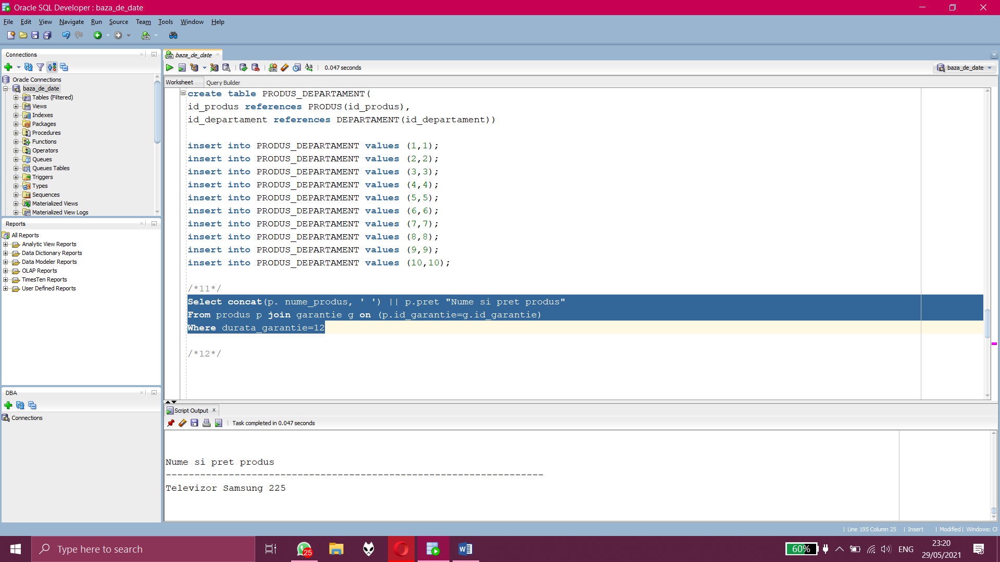 Oracle SQL Developer : baza_de_date
File Edit View Navigate Run Source Team Tools Window Help
Connections
Oracle Connections
baza_de_date
Tables (Filtered)
Views
Indexes
Packages
Procedures
Functions
Operators
Queues
Queues Tables
Triggers
Types
Sequences
Materialized Views
Materialized View Logs
Reports
All Reports
Analytic View Reports
Data Dictionary Reports
Data Modeler Reports
OLAP Reports
TimesTen Reports
User Defined Reports
DBA
Connections
baza_de_date
0.047 seconds
baza_de_date
Worksheet Query Builder
create table PRODUS_DEPARTAMENT(
id_produs references PRODUS(id_produs),
id_departament references DEPARTAMENT(id_departament))
insert into PRODUS_DEPARTAMENT values (1,1);
insert into PRODUS_DEPARTAMENT values (2,2);
insert into PRODUS_DEPARTAMENT values (3,3);
insert into PRODUS_DEPARTAMENT values (4,4);
insert into PRODUS_DEPARTAMENT values (5,5);
insert into PRODUS_DEPARTAMENT values (6,6);
insert into PRODUS_DEPARTAMENT values (7,7);
insert into PRODUS_DEPARTAMENT values (8,8);
insert into PRODUS_DEPARTAMENT values (9,9);
insert into PRODUS_DEPARTAMENT values (10,10);
/*11*/
Select concat(p. nume_produs, ' ') || p.pret "Nume si pret produs"
From produs p join garantie g on (p.id_garantie=g.id_garantie)
Where durata_garantie=12
/*12*/
Script Output x
Task completed in 0.047 seconds
Nume si pret produs
------------------------------------------------------------------
Televizor Samsung 225
| Line 195 Column 25 | Insert | Modified | Windows: CF
Type here to search
25
60%
ENG
23:20
29/05/2021